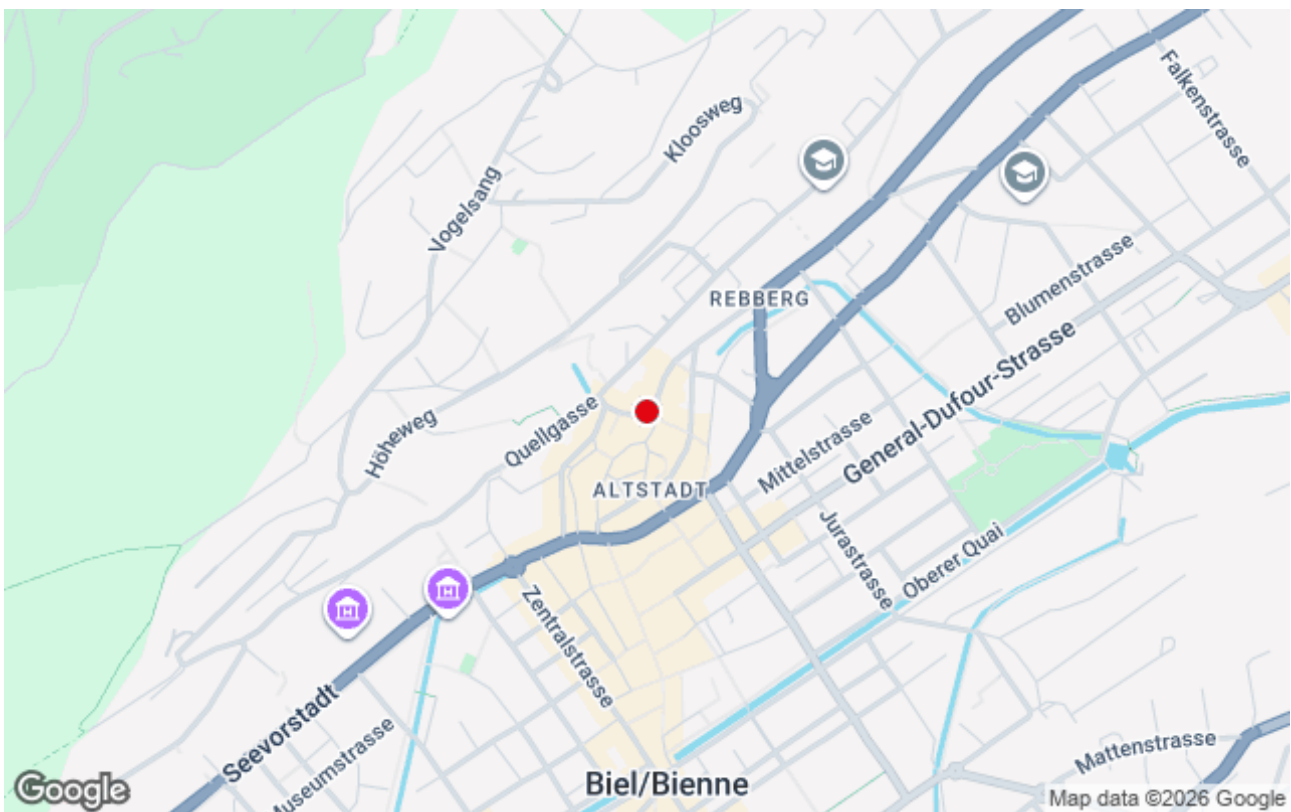 Falkenstrasse
Kloosweg
Vogelsang
Blumenstrasse
REBBERG
General-Dufour-Strasse
Höheweg
Quellgasse
Mittelstrasse
ALTSTADT
Jurastrasse
Oberer Quai
Zentralstrasse
Seevorstadt
Museumstrasse
Mattenstrasse
Biel/Bienne
Google
Map data ©2026 Google